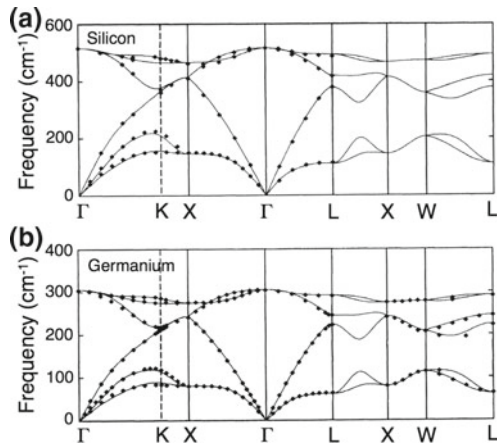 (a)
600
Silicon
400
200
0
Frequency (cm⁻¹)
Γ K X Γ L X W L
(b)
400
Germanium
300
200
100
0
Frequency (cm⁻¹)
Γ K X Γ L X W L